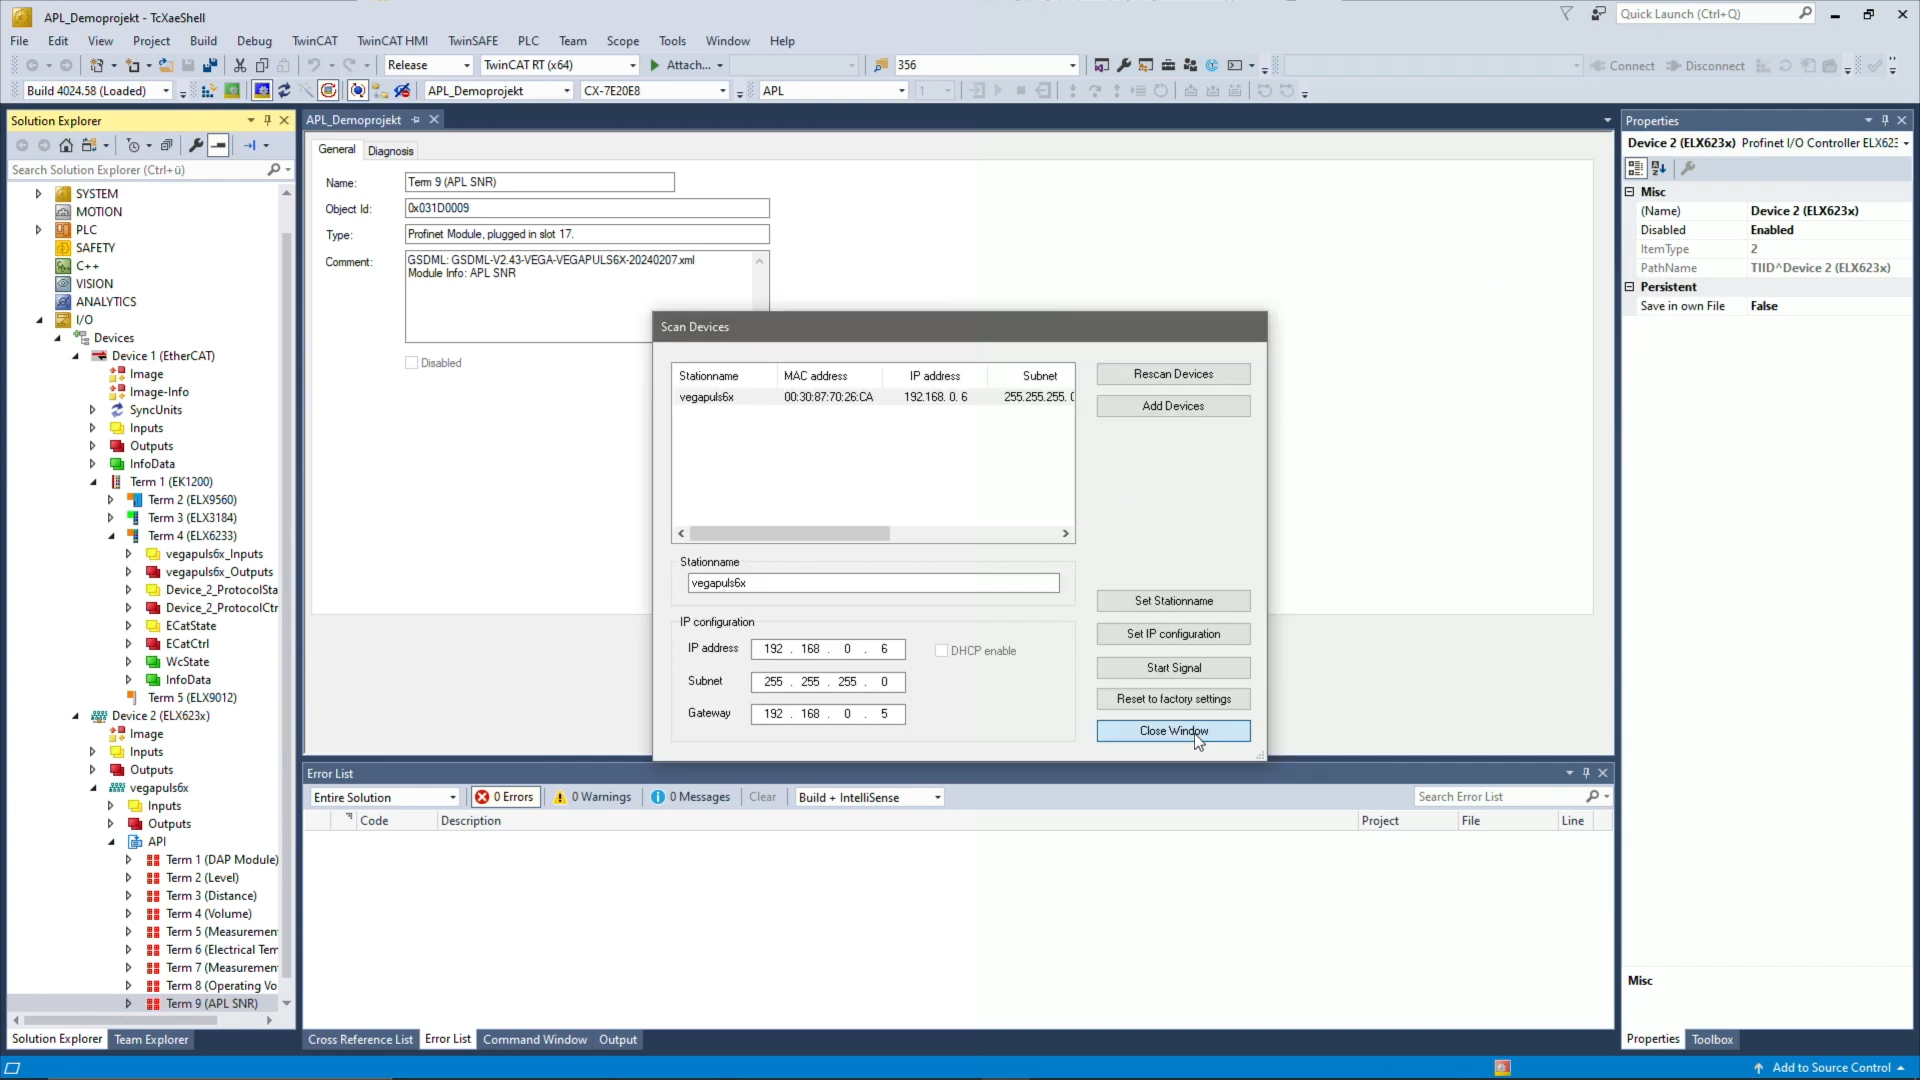 APL_Demoprojekt - TcXaeShell
Quick Launch (Ctrl+Q)
File Edit View Project Build Debug TwinCAT TwinCAT HMI TwinSAFE PLC Team Scope Tools Window Help
Release TwinCAT RT (x64) Attach... 356 Connect Disconnect
Build 4024.58 (Loaded) APL_Demoprojekt CX-7E20E8 APL 1
Solution Explorer
Search Solution Explorer (Ctrl+ü)
SYSTEM
MOTION
PLC
SAFETY
C++
VISION
ANALYTICS
I/O
Devices
Device 1 (EtherCAT)
Image
Image-Info
SyncUnits
Inputs
Outputs
InfoData
Term 1 (EK1200)
Term 2 (ELX9560)
Term 3 (ELX3184)
Term 4 (ELX6233)
vegapuls6x_Inputs
vegapuls6x_Outputs
Device_2_ProtocolSta
Device_2_ProtocolCtr
ECatState
ECatCtrl
WcState
InfoData
Term 5 (ELX9012)
Device 2 (ELX623x)
Image
Inputs
Outputs
vegapuls6x
Inputs
Outputs
API
Term 1 (DAP Module)
Term 2 (Level)
Term 3 (Distance)
Term 4 (Volume)
Term 5 (Measuremen
Term 6 (Electrical Tem
Term 7 (Measuremen
Term 8 (Operating Vo
Term 9 (APL SNR)
Solution Explorer Team Explorer
APL_Demoprojekt
General Diagnosis
Name: Term 9 (APL SNR)
Object Id: 0x031D0009
Type: Profinet Module, plugged in slot 17.
Comment: GSDML: GSDML-V2.43-VEGA-VEGAPULS6X-20240207.xml
Module Info: APL SNR
Disabled
Scan Devices
Stationname MAC address IP address Subnet
vegapuls6x 00:30:87:70:26:CA 192.168. 0. 6 255.255.255. 0
Rescan Devices
Add Devices
Stationname
vegapuls6x
IP configuration
IP address 192 . 168 . 0 . 6 DHCP enable
Subnet 255 . 255 . 255 . 0
Gateway 192 . 168 . 0 . 5
Set Stationname
Set IP configuration
Start Signal
Reset to factory settings
Close Window
Error List
Entire Solution 0 Errors 0 Warnings 0 Messages Clear Build + IntelliSense Search Error List
Code Description Project File Line
Cross Reference List Error List Command Window Output
Properties
Device 2 (ELX623x) Profinet I/O Controller ELX623
Misc
(Name) Device 2 (ELX623x)
Disabled Enabled
ItemType 2
PathName TIID^Device 2 (ELX623x)
Persistent
Save in own File False
Misc
Properties Toolbox
Add to Source Control